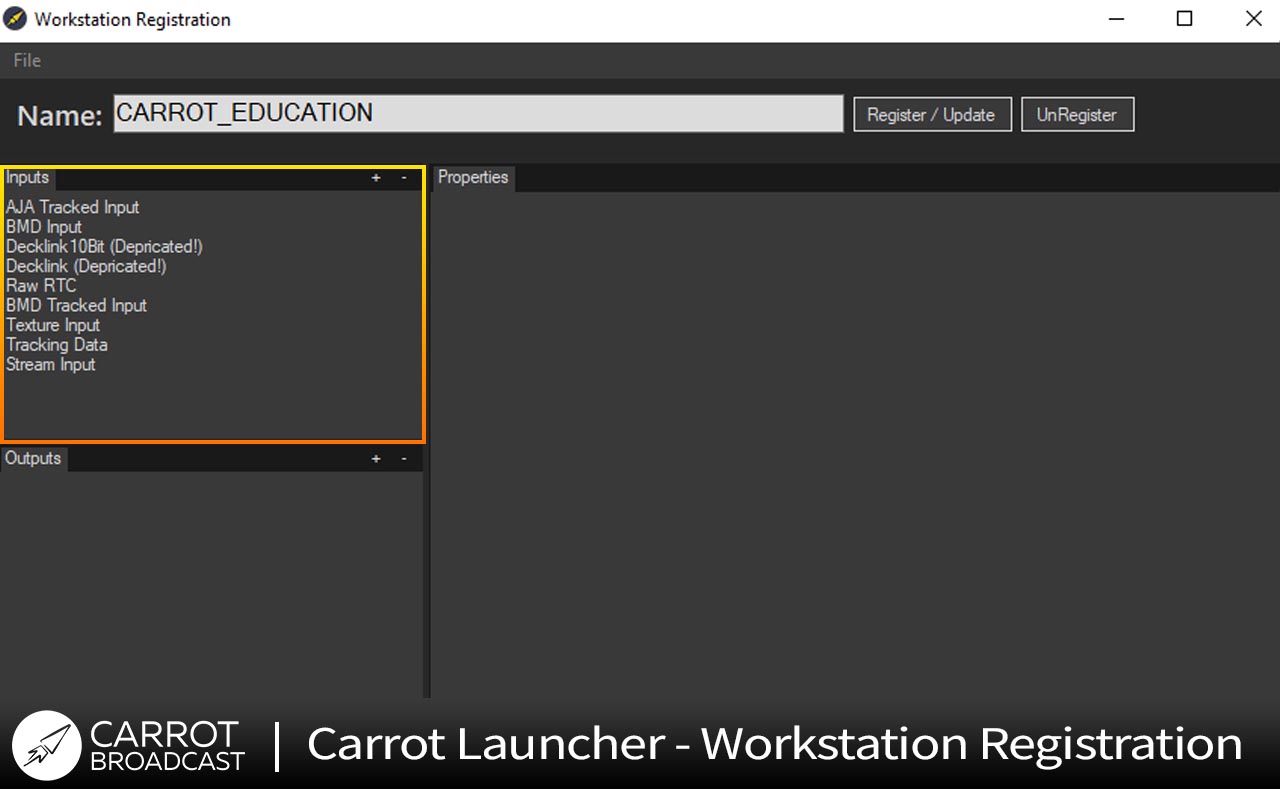 Workstation Registration
File
Name: CARROT_EDUCATION Register / Update UnRegister
Inputs + - Properties
AJA Tracked Input
BMD Input
Decklink10Bit (Depricated!)
Decklink (Depricated!)
Raw RTC
BMD Tracked Input
Texture Input
Tracking Data
Stream Input
Outputs + -
CARROT
BROADCAST
Carrot Launcher - Workstation Registration